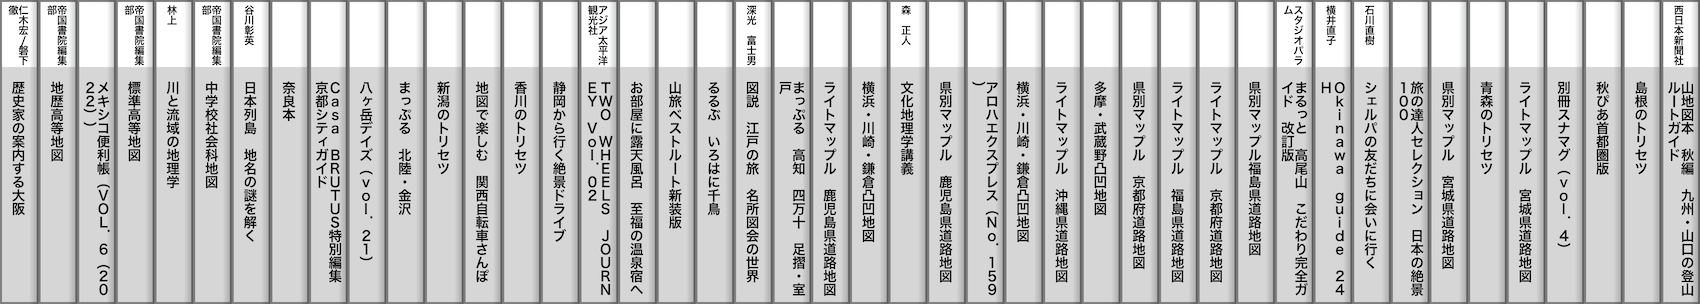 仁木宏/磐下
徹
歴史家の案内する大阪
帝国書院編集
部
地歴高等地図
メキシコ便利帳(VOL.6(20
22))
帝国書院編集
部
標準高等地図
林上
川と流域の地理学
帝国書院編集
部
中学校社会科地図
谷川彰英
日本列島 地名の謎を解く
奈良本
Casa BRUTUS特別編集
京都シティガイド
八ヶ岳デイズ(vol.21)
まっぷる 北陸・金沢
新潟のトリセツ
地図で楽しむ 関西自転車さんぽ
香川のトリセツ
静岡から行く絶景ドライブ
アジア太平洋
観光社
TWO WHEELS JOURN
EY Vol.02
お部屋に露天風呂 至福の温泉宿へ
山旅ベストルート新装版
るるぶ いろはに千鳥
深光 富士男
図説 江戸の旅 名所図会の世界
まっぷる 高知 四万十 足摺・室
戸
ライトマップル 鹿児島県道路地図
横浜・川崎・鎌倉凸凹地図
森 正人
文化地理学講義
県別マップル 鹿児島県道路地図
アロハエクスプレス(No.159
)
横浜・川崎・鎌倉凸凹地図
ライトマップル 沖縄県道路地図
多摩・武蔵野凸凹地図
県別マップル 京都府道路地図
ライトマップル 福島県道路地図
ライトマップル 京都府道路地図
県別マップル福島県道路地図
スタジオパラ
ム
まるっと 高尾山 こだわり完全ガ
イド 改訂版
横井直子
Okinawa guide 24
H
石川直樹
シェルパの友だちに会いに行く
旅の達人セレクション 日本の絶景
100
県別マップル 宮城県道路地図
青森のトリセツ
ライトマップル 宮城県道路地図
別冊スナマグ(vol.4)
秋ぴあ首都圏版
島根のトリセツ
西日本新聞社
山地図本 秋編 九州・山口の登山
ルートガイド